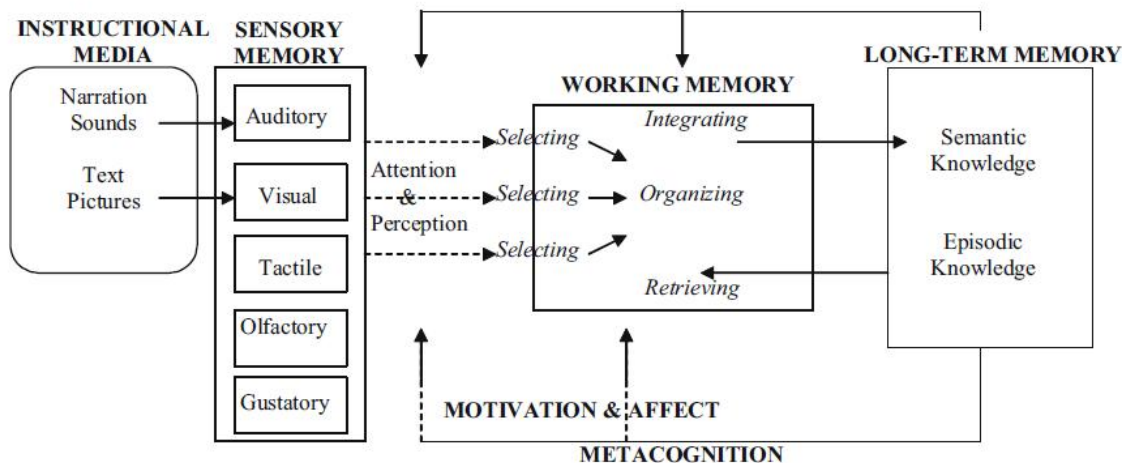 INSTRUCTIONAL
MEDIA
Narration
Sounds
Text
Pictures
SENSORY
MEMORY
Auditory
Visual
Tactile
Olfactory
Gustatory
Attention
&
Perception
Selecting
Selecting
Selecting
WORKING MEMORY
Integrating
Organizing
Retrieving
LONG-TERM MEMORY
Semantic
Knowledge
Episodic
Knowledge
MOTIVATION & AFFECT
METACOGNITION